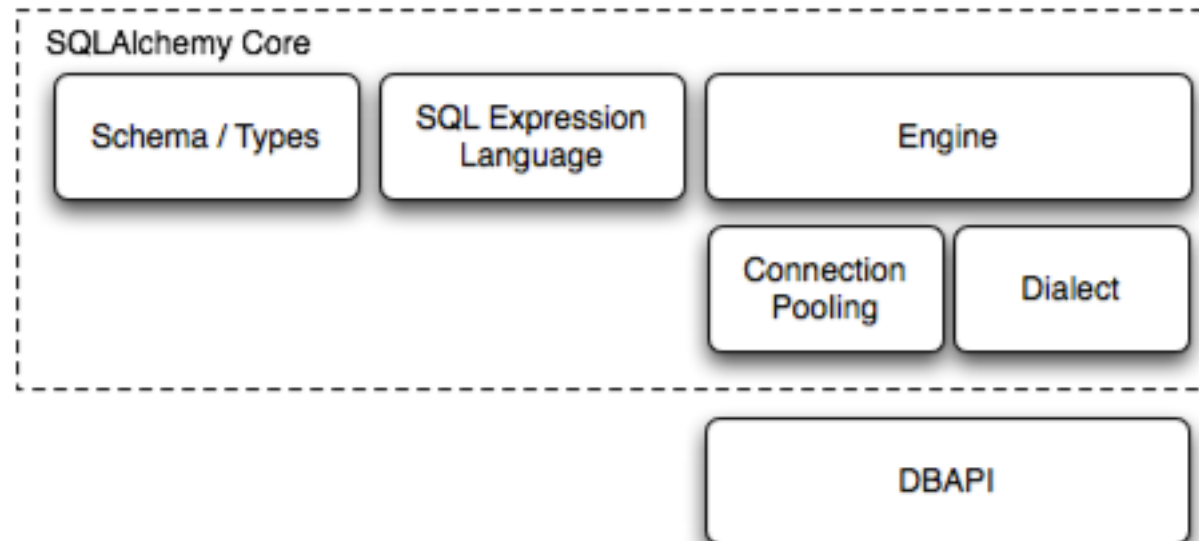 SQLAlchemy Core
Schema / Types
SQL Expression
Language
Engine
Connection
Pooling
Dialect
DBAPI